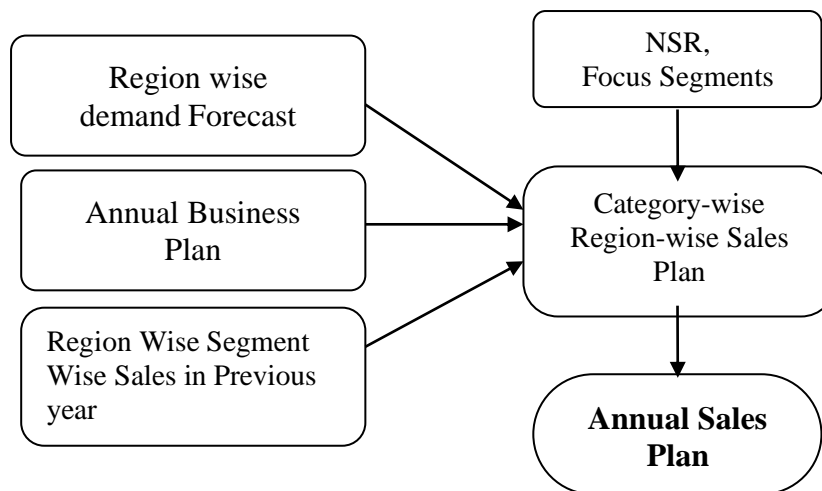 Region wise
demand Forecast
Annual Business
Plan
Region Wise Segment
Wise Sales in Previous
year
NSR,
Focus Segments
Category-wise
Region-wise Sales
Plan
Annual Sales
Plan